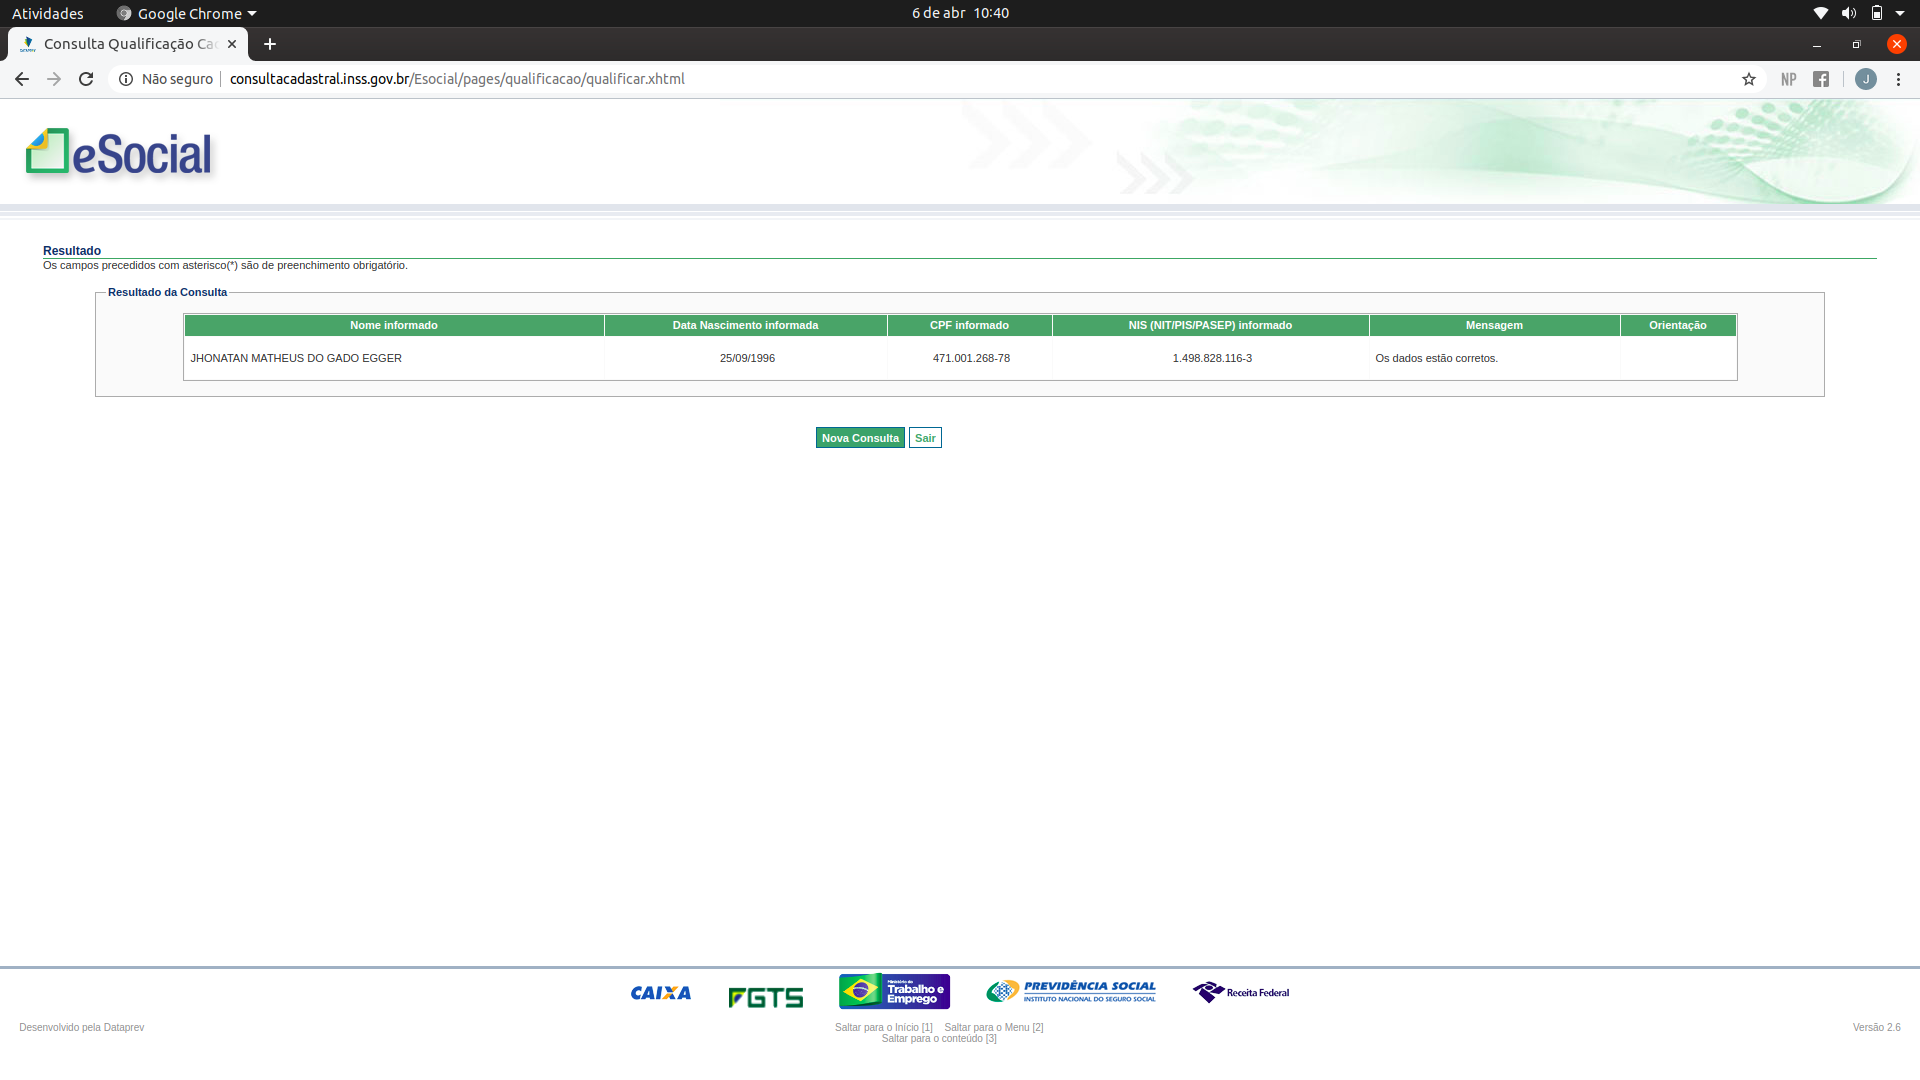 Atividades Google Chrome 6 de abr 10:40
Consulta Qualificação Cad
Não seguro consultacadastral.inss.gov.br/Esocial/pages/qualificacao/qualificar.xhtml NP J
eSocial
Resultado
Os campos precedidos com asterisco(*) são de preenchimento obrigatório.
Resultado da Consulta
Nome informado Data Nascimento informada CPF informado NIS (NIT/PIS/PASEP) informado Mensagem Orientação
JHONATAN MATHEUS DO GADO EGGER 25/09/1996 471.001.268-78 1.498.828.116-3 Os dados estão corretos.
Nova Consulta Sair
CAIXA FGTS Ministério do Trabalho e Emprego PREVIDÊNCIA SOCIAL INSTITUTO NACIONAL DO SEGURO SOCIAL Receita Federal
Desenvolvido pela Dataprev Saltar para o Início [1] Saltar para o Menu [2] Versão 2.6
Saltar para o conteúdo [3]